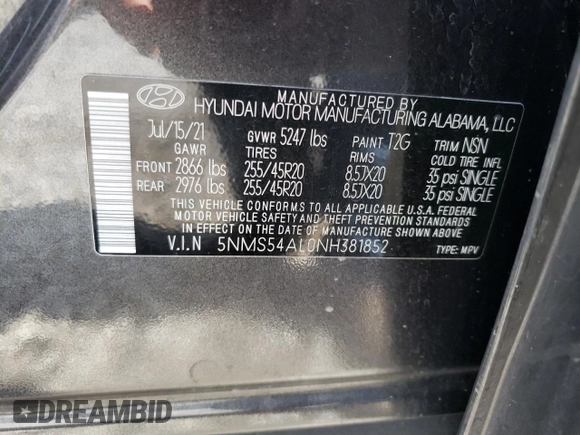 MANUFACTURED BY
HYUNDAI MOTOR MANUFACTURING ALABAMA, LLC
Jul/15/21 GVWR 5247 lbs PAINT T2G TRIM NSN
GAWR TIRES RIMS COLD TIRE INFL
FRONT 2866 lbs 255/45R20 8.5JX20 35 psi SINGLE
REAR 2976 lbs 255/45R20 8.5JX20 35 psi SINGLE
THIS VEHICLE CONFORMS TO ALL APPLICABLE U.S.A. FEDERAL
MOTOR VEHICLE SAFETY AND THEFT PREVENTION STANDARDS
IN EFFECT ON THE DATE OF MANUFACTURE SHOWN ABOVE.
V.I.N 5NMS54AL0NH381852 TYPE: MPV
DREAMBID